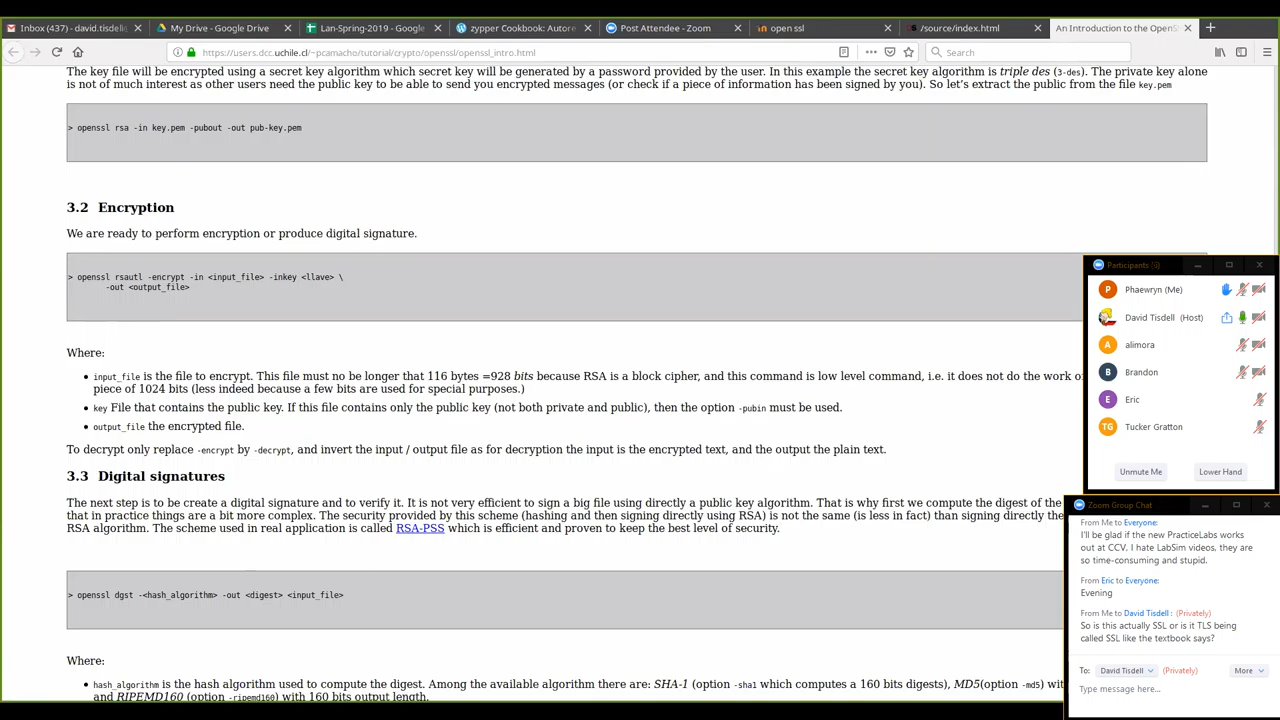 Inbox (437) - david.tisdell
My Drive - Google Drive
Lan-Spring-2019 - Google
zypper Cookbook: Autore
Post Attendee - Zoom
open ssl
/source/index.html
An Introduction to the OpenS
https://users.dcc.uchile.cl/~pcamacho/tutorial/crypto/openssl/openssl_intro.html
Search
The key file will be encrypted using a secret key algorithm which secret key will be generated by a password provided by the user. In this example the secret key algorithm is triple des (3-des). The private key alone
is not of much interest as other users need the public key to be able to send you encrypted messages (or check if a piece of information has been signed by you). So let's extract the public from the file key.pem
> openssl rsa -in key.pem -pubout -out pub-key.pem
3.2 Encryption
We are ready to perform encryption or produce digital signature.
> openssl rsautl -encrypt -in <input_file> -inkey <llave> \
-out <output_file>
Where:
• input_file is the file to encrypt. This file must no be longer that 116 bytes =928 bits because RSA is a block cipher, and this command is low level command, i.e. it does not do the work of
piece of 1024 bits (less indeed because a few bits are used for special purposes.)
• key File that contains the public key. If this file contains only the public key (not both private and public), then the option -pubin must be used.
• output_file the encrypted file.
To decrypt only replace -encrypt by -decrypt, and invert the input / output file as for decryption the input is the encrypted text, and the output the plain text.
3.3 Digital signatures
The next step is to be create a digital signature and to verify it. It is not very efficient to sign a big file using directly a public key algorithm. That is why first we compute the digest of the
that in practice things are a bit more complex. The security provided by this scheme (hashing and then signing directly using RSA) is not the same (is less in fact) than signing directly the
RSA algorithm. The scheme used in real application is called RSA-PSS which is efficient and proven to keep the best level of security.
> openssl dgst -<hash_algorithm> -out <digest> <input_file>
Where:
• hash_algorithm is the hash algorithm used to compute the digest. Among the available algorithm there are: SHA-1 (option -sha1 which computes a 160 bits digests), MD5(option -md5) wit
and RIPEMD160 (option -ripemd160) with 160 bits output length.
Participants (6)
P Phaewryn (Me)
David Tisdell (Host)
A alimora
B Brandon
E Eric
TG Tucker Gratton
Unmute Me
Lower Hand
Zoom Group Chat
From Me to Everyone:
I'll be glad if the new PracticeLabs works
out at CCV. I hate LabSim videos, they are
so time-consuming and stupid.
From Eric to Everyone:
Evening
From Me to David Tisdell : (Privately)
So is this actually SSL or is it TLS being
called SSL like the textbook says?
To: David Tisdell (Privately) More
Type message here...